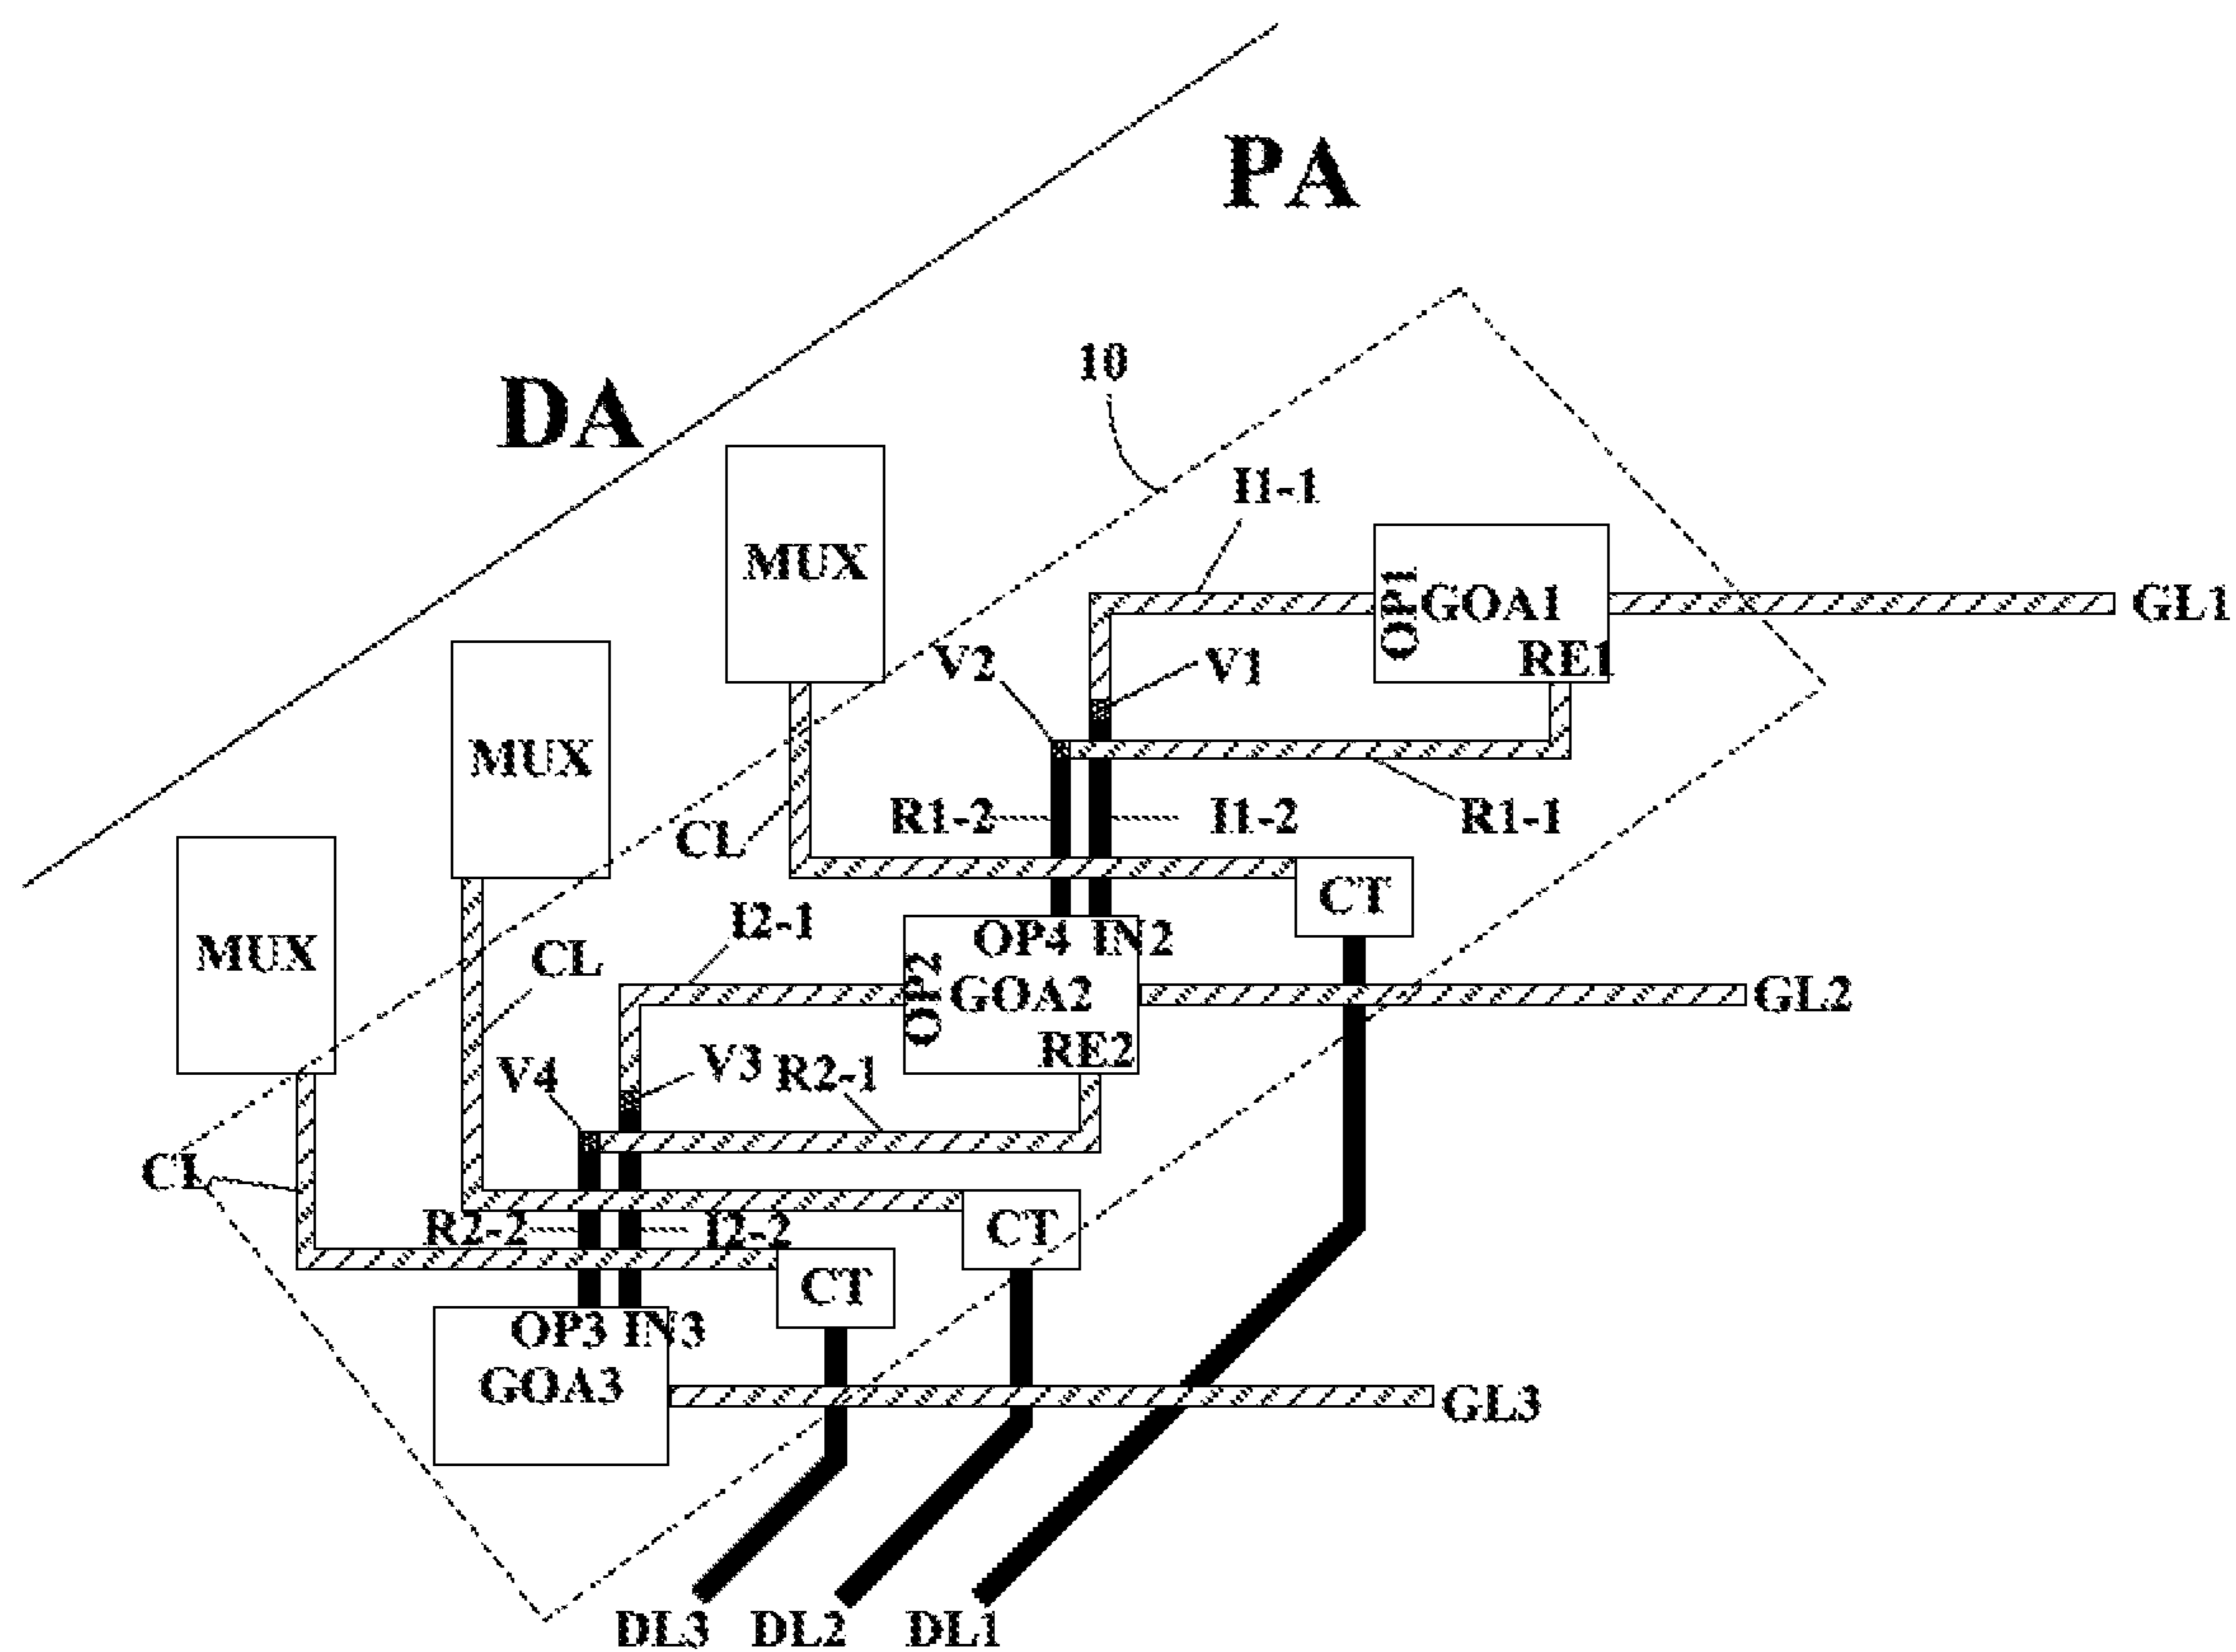 PA
10
DA
I1-1
MUX
OP1
GOA1
GL1
RE1
V2
V1
MUX
R1-2
I1-2
R1-1
CL
CT
I2-1
OP4 IN2
MUX
CL
OP2
GOA2
GL2
RE2
V4
V3
R2-1
CL
R2-2
I2-2
CT
CT
OP3 IN3
GOA3
GL3
DL3
DL2
DL1